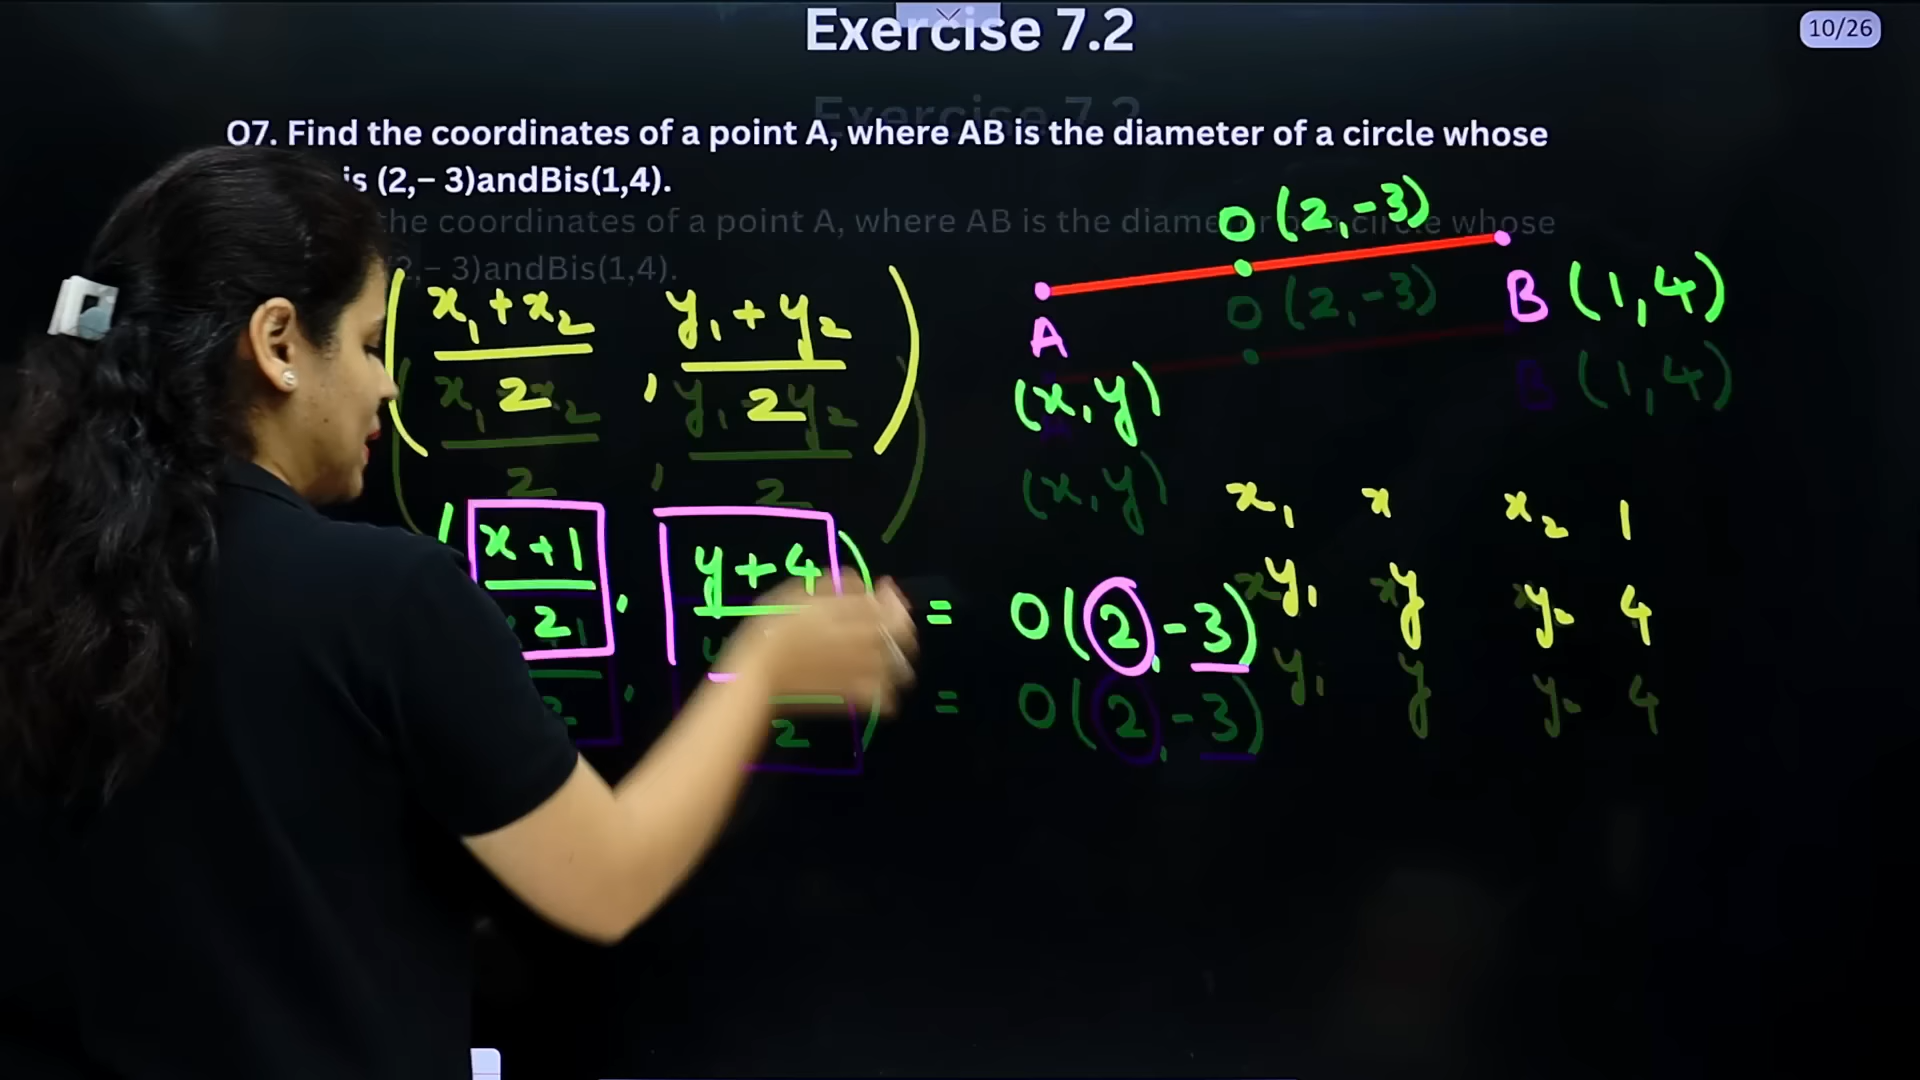 Exercise 7.2
10/26
Q7. Find the coordinates of a point A, where AB is the diameter of a circle whose
is (2,– 3)andBis(1,4).
O (2,-3)
A
B (1,4)
(x,y)
(x₁+x₂/2 , y₁+y₂/2)
(x+1/2 , y+4) = O(2,-3)
x₁ x x₂ 1
y₁ y y₂ 4